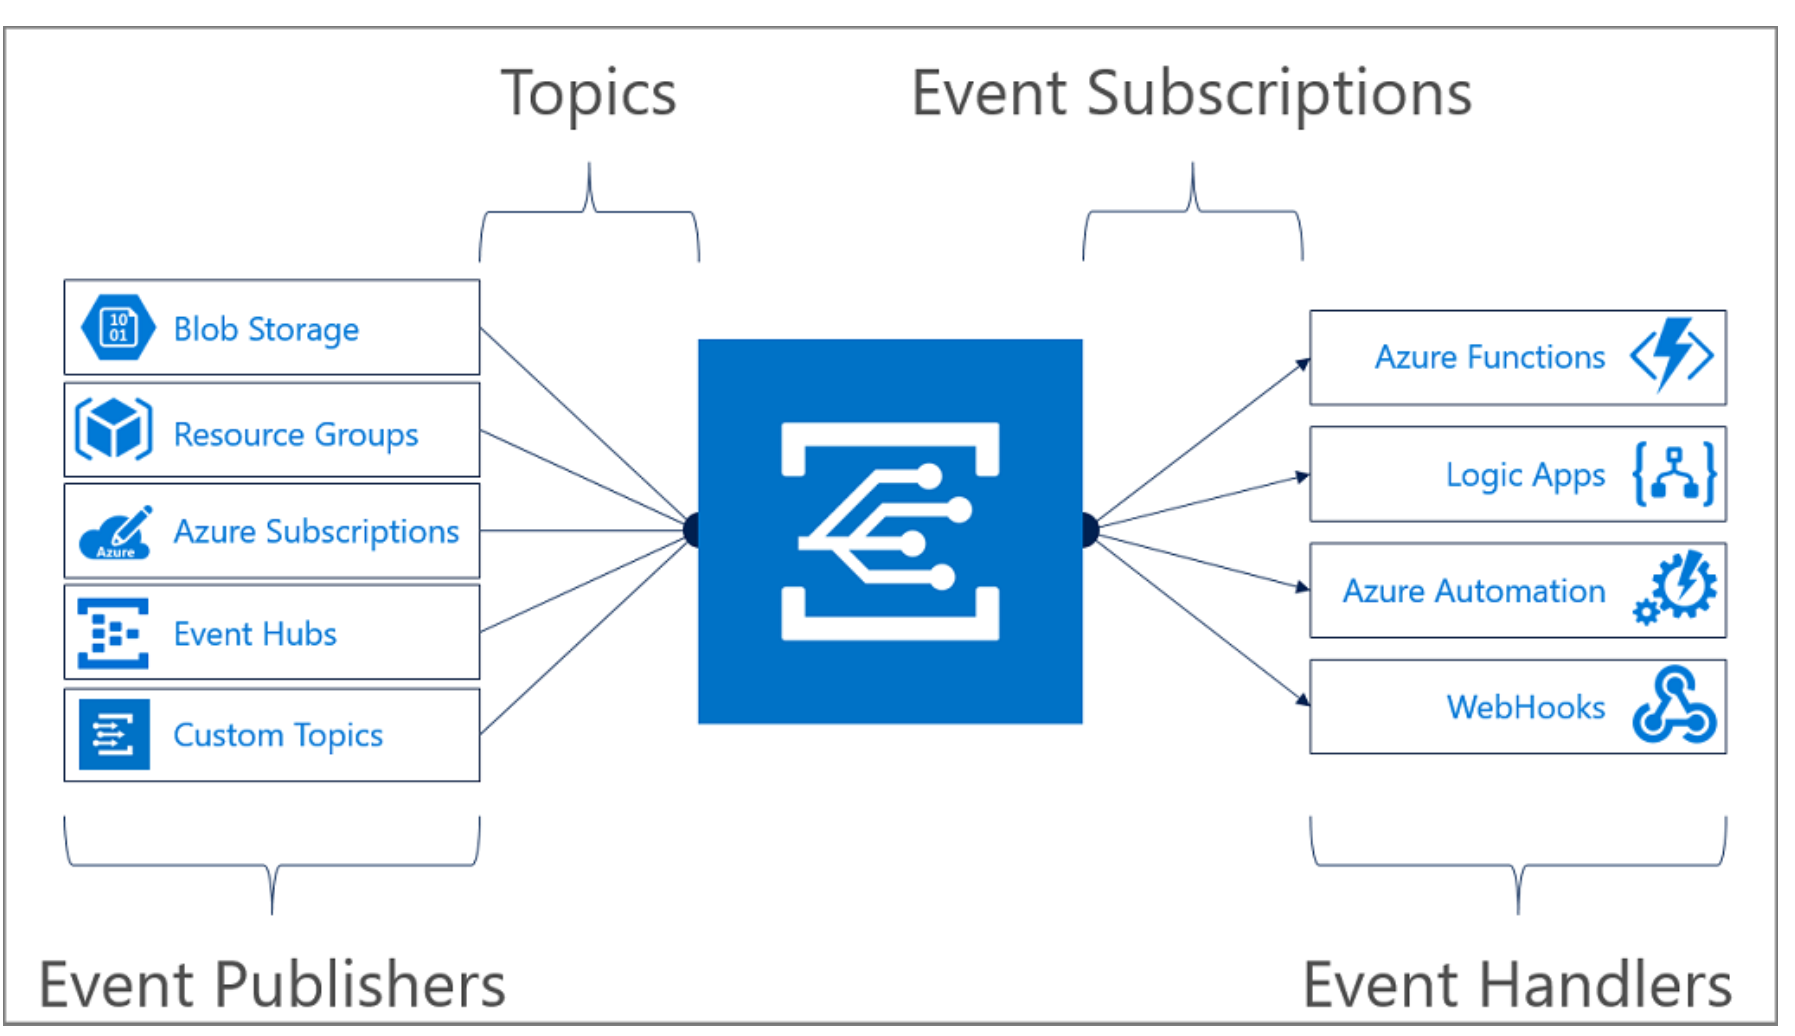 Topics
Event Subscriptions
10
01
Blob Storage
Resource Groups
Azure
Azure Subscriptions
Event Hubs
Custom Topics
Azure Functions
Logic Apps
Azure Automation
WebHooks
Event Publishers
Event Handlers